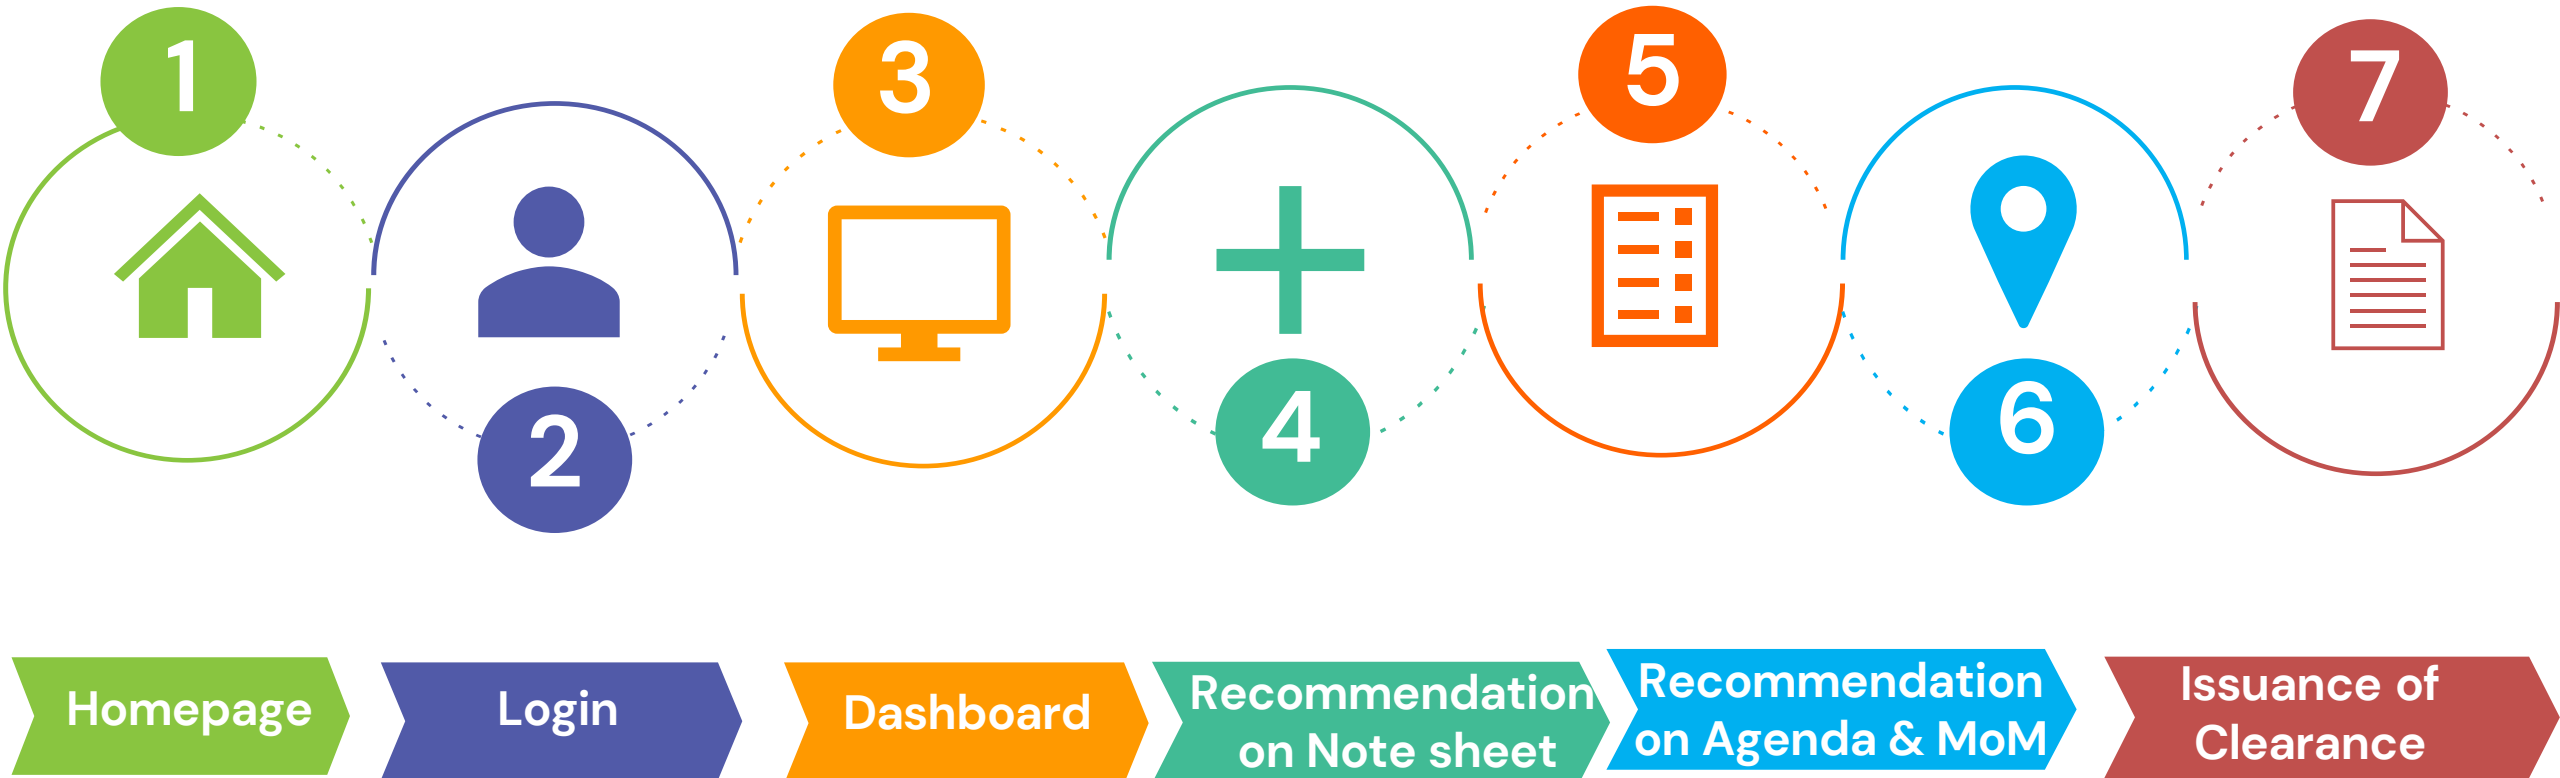 1
2
3
4
5
6
7
Homepage
Login
Dashboard
Recommendation
on Note sheet
Recommendation
on Agenda & MoM
Issuance of
Clearance